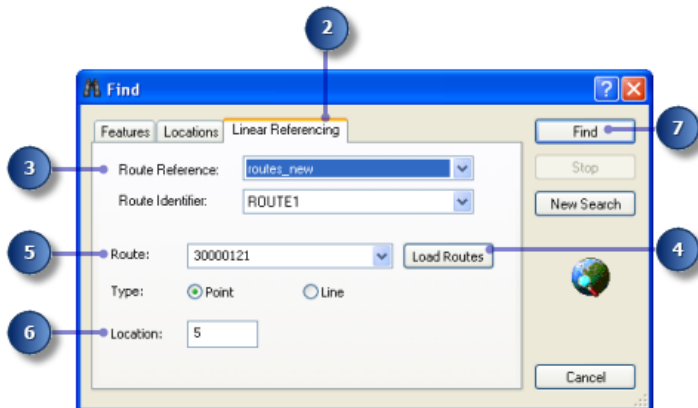 2
Find
Features Locations Linear Referencing
Find 7
3 Route Reference: routes_new
Stop
Route Identifier: ROUTE1
New Search
5 Route: 30000121 Load Routes 4
Type: Point Line
6 Location: 5
Cancel